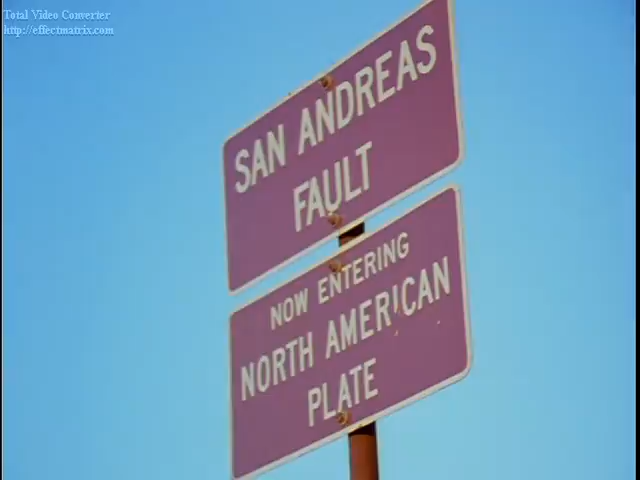 Total Video Converter
http://effectmatrix.com
SAN ANDREAS
FAULT
NOW ENTERING
NORTH AMERICAN
PLATE